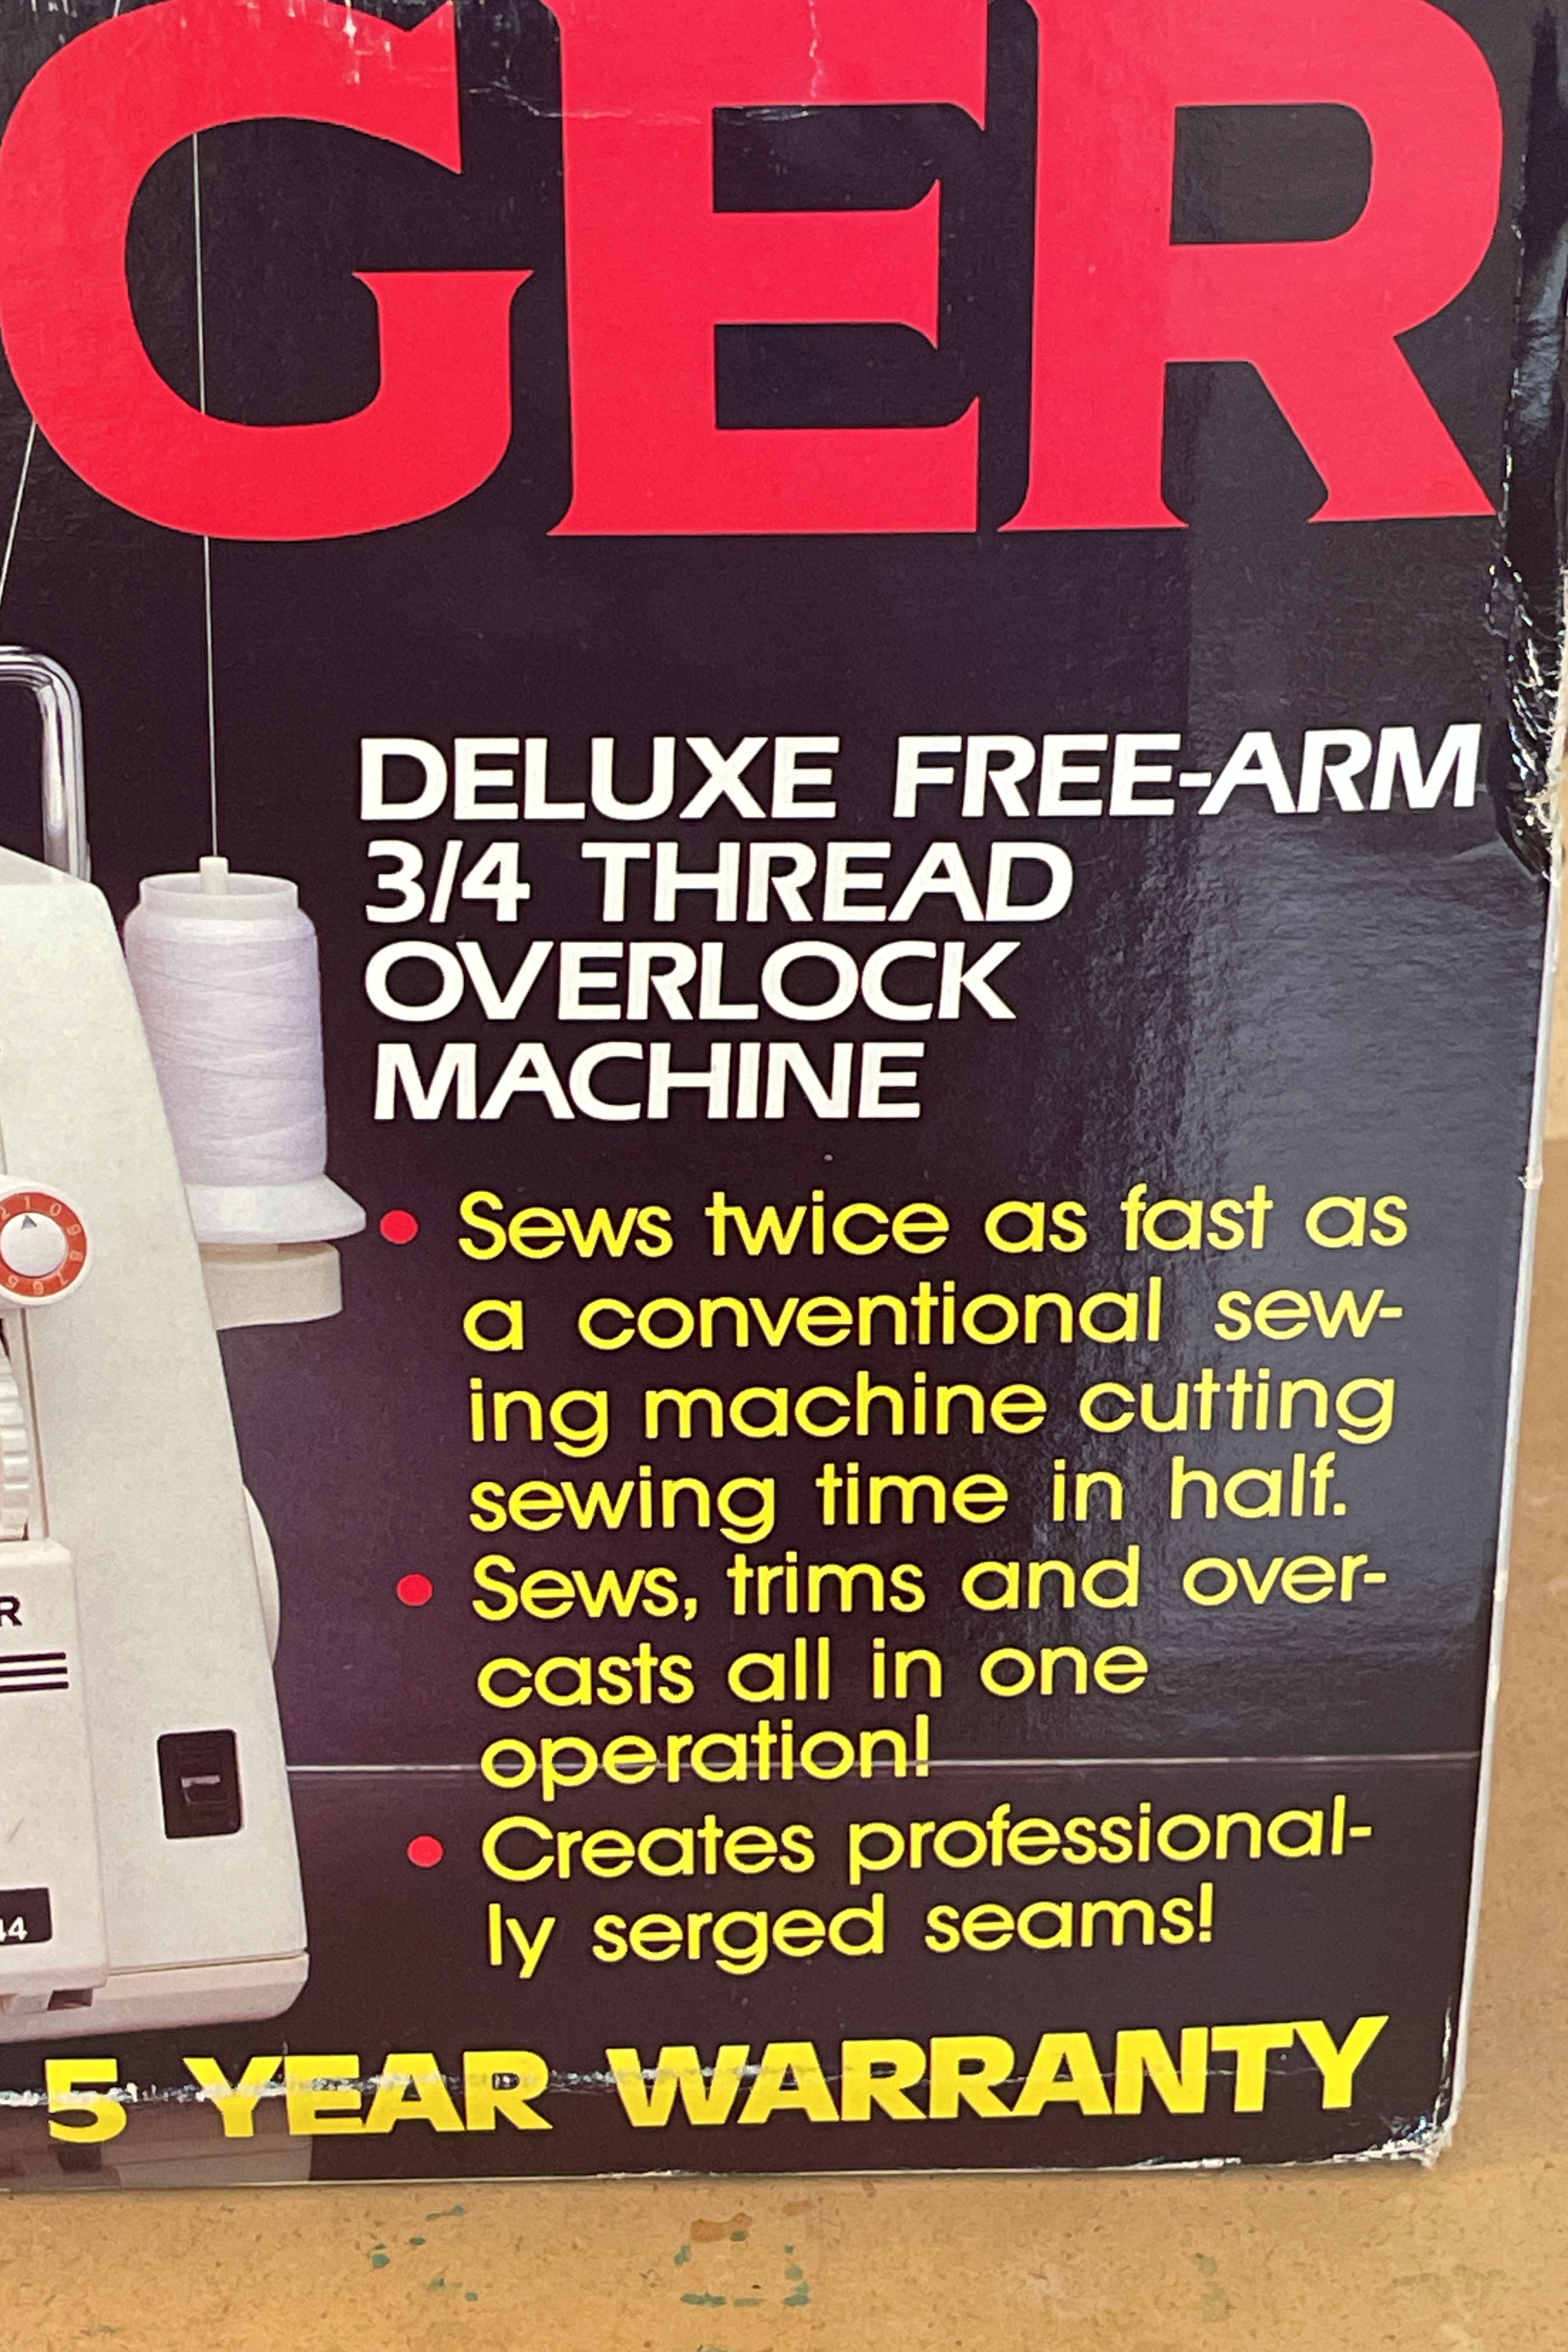 GER
DELUXE FREE-ARM
3/4 THREAD
OVERLOCK
MACHINE
• Sews twice as fast as
a conventional sew-
ing machine cutting
sewing time in half.
• Sews, trims and over-
casts all in one
operation!
• Creates professional-
ly serged seams!
R
44
5 YEAR WARRANTY